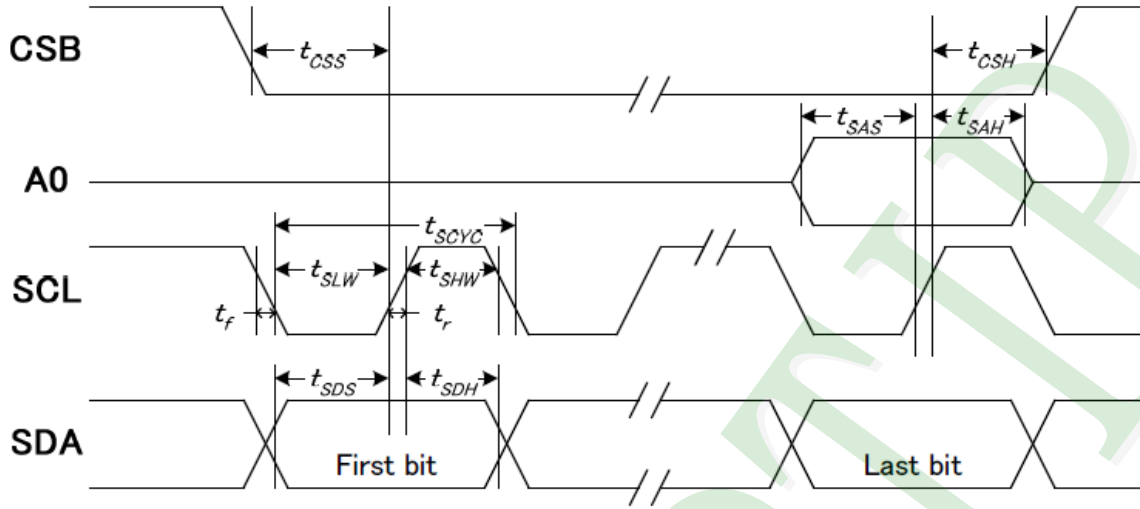 CSB
tCSS
tCSH
tSAS
tSAH
A0
tSCYC
SCL
tSLW
tSHW
tf
tr
tSDS
tSDH
SDA
First bit
Last bit
TIP